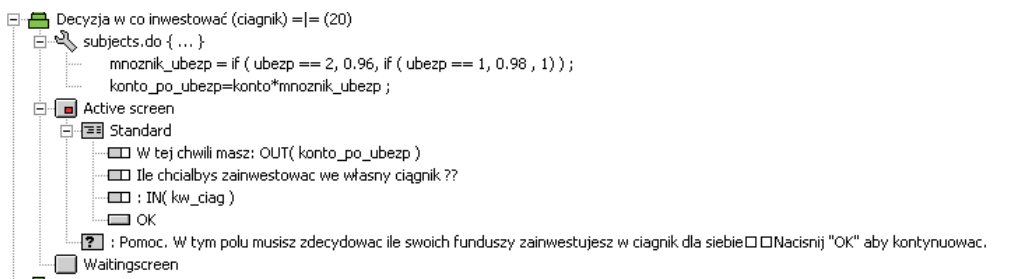 Decyzja w co inwestować (ciagnik) =|= (20)
subjects.do { ... }
mnoznik_ubezp = if ( ubezp == 2, 0.96, if ( ubezp == 1, 0.98 , 1) ) ;
konto_po_ubezp=konto*mnoznik_ubezp ;
Active screen
Standard
W tej chwili masz: OUT( konto_po_ubezp )
Ile chcialbys zainwestowac we własny ciągnik ??
: IN( kw_ciag )
OK
? : Pomoc. W tym polu musisz zdecydowac ile swoich funduszy zainwestujesz w ciagnik dla siebie□□Nacisnij "OK" aby kontynuowac.
Waitingscreen